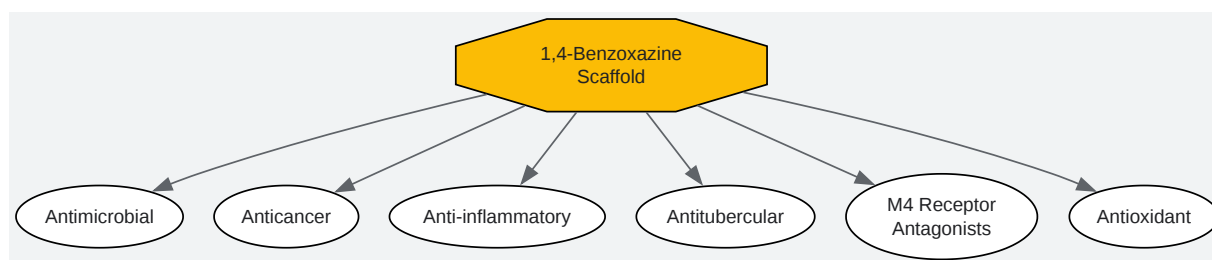 1,4-Benzoxazine
Scaffold
Antimicrobial
Anticancer
Anti-inflammatory
Antitubercular
M4 Receptor
Antagonists
Antioxidant